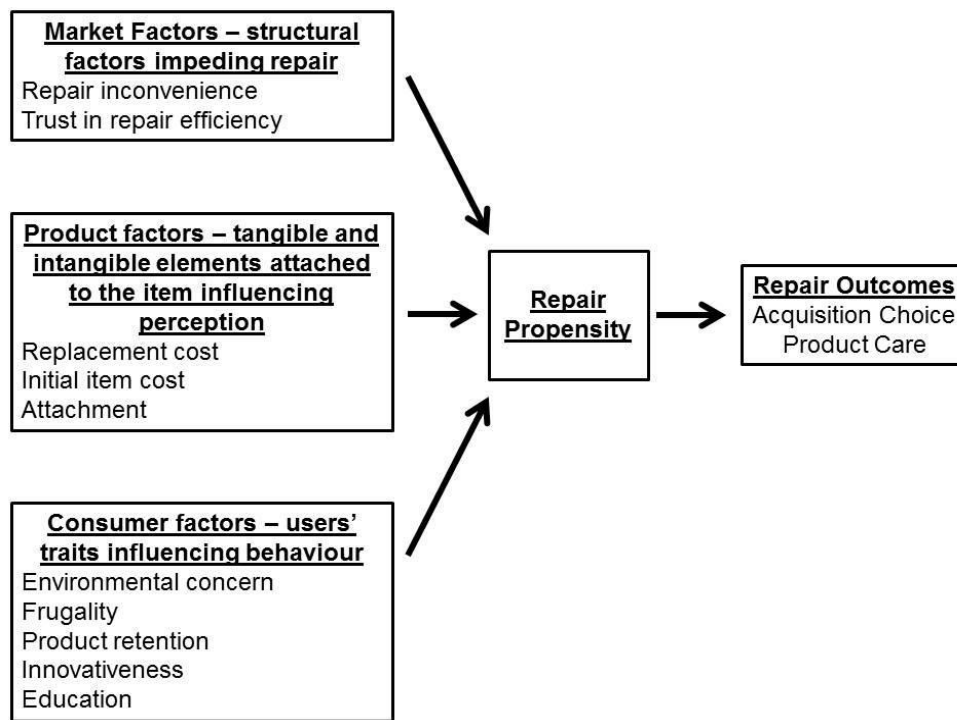 Market Factors – structural
factors impeding repair
Repair inconvenience
Trust in repair efficiency
Product factors – tangible and
intangible elements attached
to the item influencing
perception
Replacement cost
Initial item cost
Attachment
Consumer factors – users’
traits influencing behaviour
Environmental concern
Frugality
Product retention
Innovativeness
Education
Repair
Propensity
Repair Outcomes
Acquisition Choice
Product Care